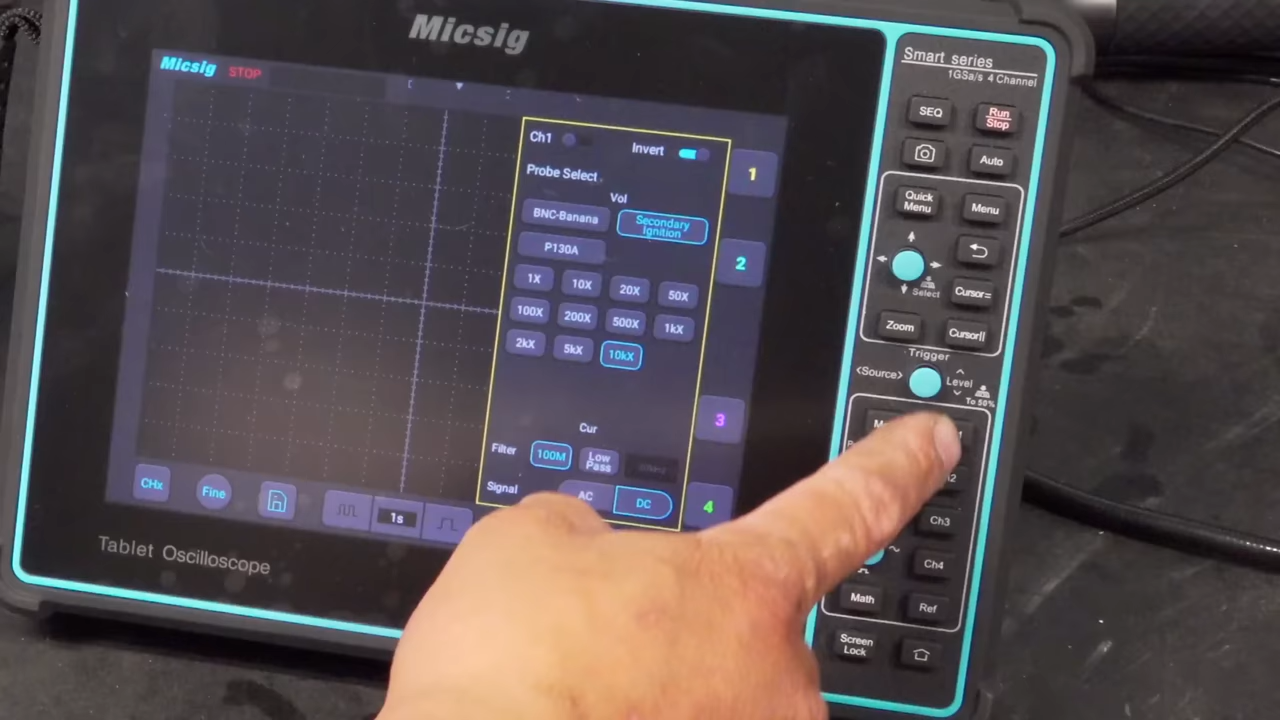 Micsig
Smart series
1GSa/s 4 Channel
Micsig STOP
SEQ
Run
Stop
Auto
Quick
Menu
Menu
Select
Cursor=
Zoom
Cursor||
Trigger
<Source>
Level
To 50%
Ch3
Ch4
Math
Ref
Screen
Lock
Ch1
Invert
Probe Select
Vol
BNC-Banana
Secondary
Ignition
P130A
1X
10X
20X
50X
100X
200X
500X
1kX
2kX
5kX
10kX
Cur
Filter
100M
Low
Pass
Signal
AC
DC
1
2
3
4
CHx
Fine
1s
Tablet Oscilloscope